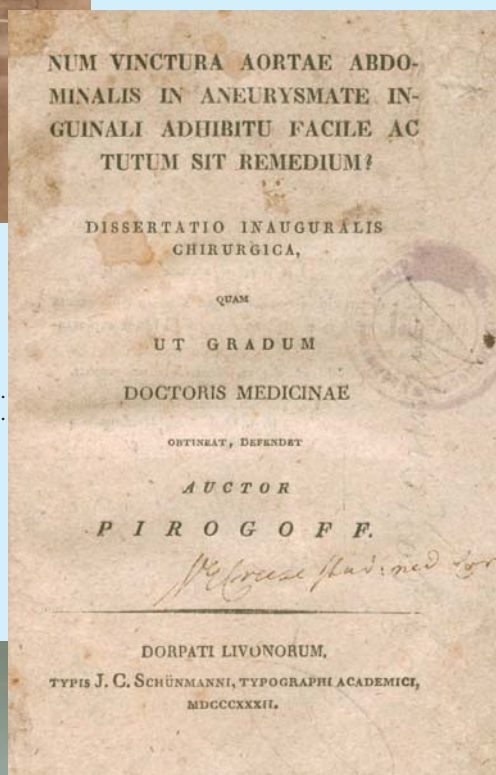 NUM VINCTURA AORTAE ABDO-
MINALIS IN ANEURYSMATE IN-
GUINALI ADHIBITU FACILE AC
TUTUM SIT REMEDIUM?
DISSERTATIO INAUGURALIS
CHIRURGICA,
QUAM
UT GRADUM
DOCTORIS MEDICINAE
OBTINEAT, DEFENDET
AUCTOR
PIROGOFF.
DORPATI LIVONORUM,
TYPIS J. C. SCHÜNMANNI, TYPOGRAPHI ACADEMICI,
MDCCCXXXII.